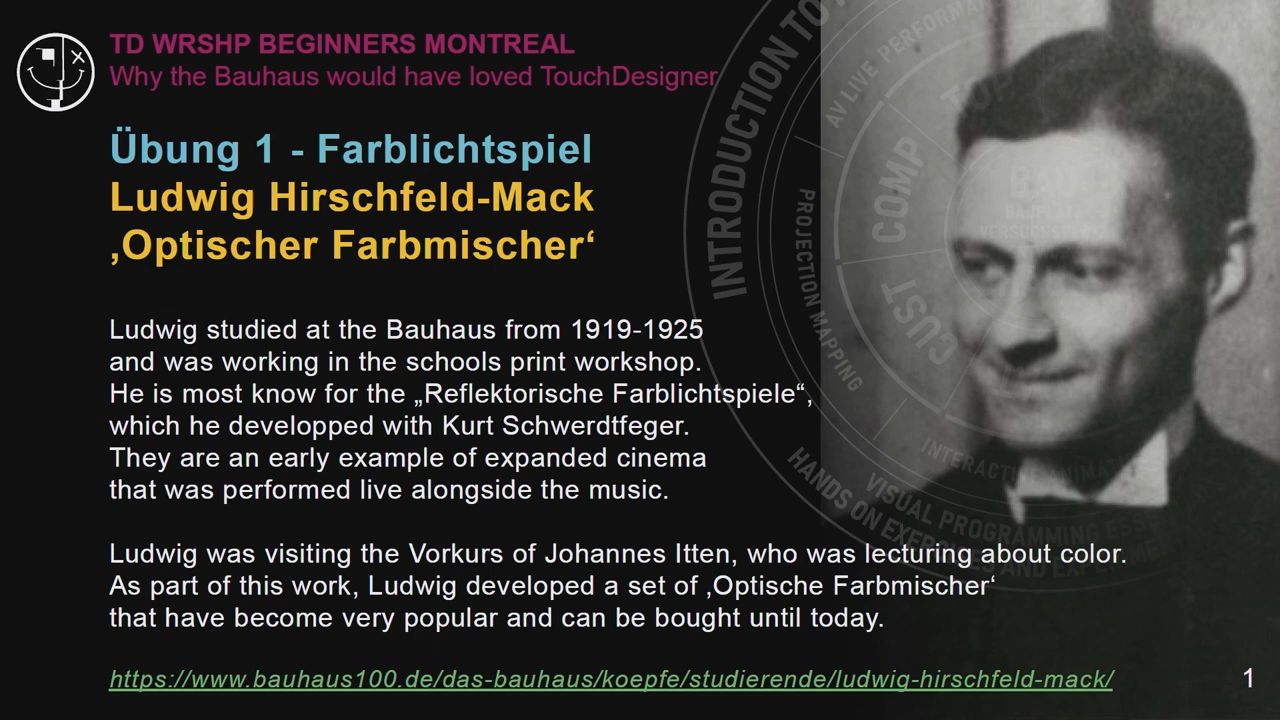 TD WRSHP BEGINNERS MONTREAL
Why the Bauhaus would have loved TouchDesigner
Übung 1 - Farblichtspiel
Ludwig Hirschfeld-Mack
‚Optischer Farbmischer‘
Ludwig studied at the Bauhaus from 1919-1925
and was working in the schools print workshop.
He is most know for the „Reflektorische Farblichtspiele“,
which he developped with Kurt Schwerdtfeger.
They are an early example of expanded cinema
that was performed live alongside the music.
Ludwig was visiting the Vorkurs of Johannes Itten, who was lecturing about color.
As part of this work, Ludwig developed a set of ‚Optische Farbmischer‘
that have become very popular and can be bought until today.
https://www.bauhaus100.de/das-bauhaus/koepfe/studierende/ludwig-hirschfeld-mack/
1
INTRODUCTION TO
AV LIVE PERFORMA
COMP
CUST
PROJECTION MAPPING
HANDS ON EXERCISES AND
VISUAL PROGRAMMING ESSE